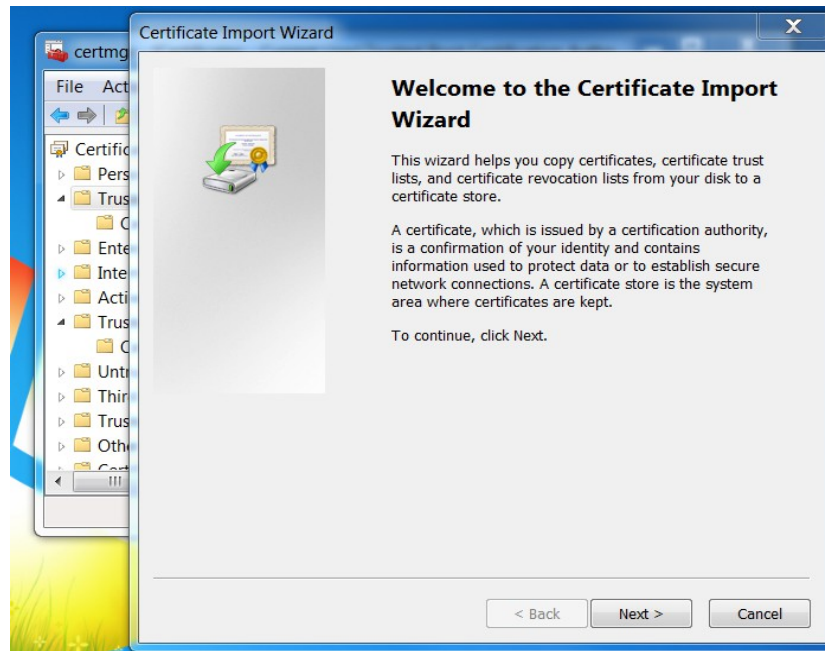 Certificate Import Wizard
certmg
File Act
Certific
Pers
Trus
C
Ente
Inte
Acti
Trus
C
Untr
Thir
Trus
Othe
Welcome to the Certificate Import
Wizard
This wizard helps you copy certificates, certificate trust
lists, and certificate revocation lists from your disk to a
certificate store.
A certificate, which is issued by a certification authority,
is a confirmation of your identity and contains
information used to protect data or to establish secure
network connections. A certificate store is the system
area where certificates are kept.
To continue, click Next.
< Back Next > Cancel